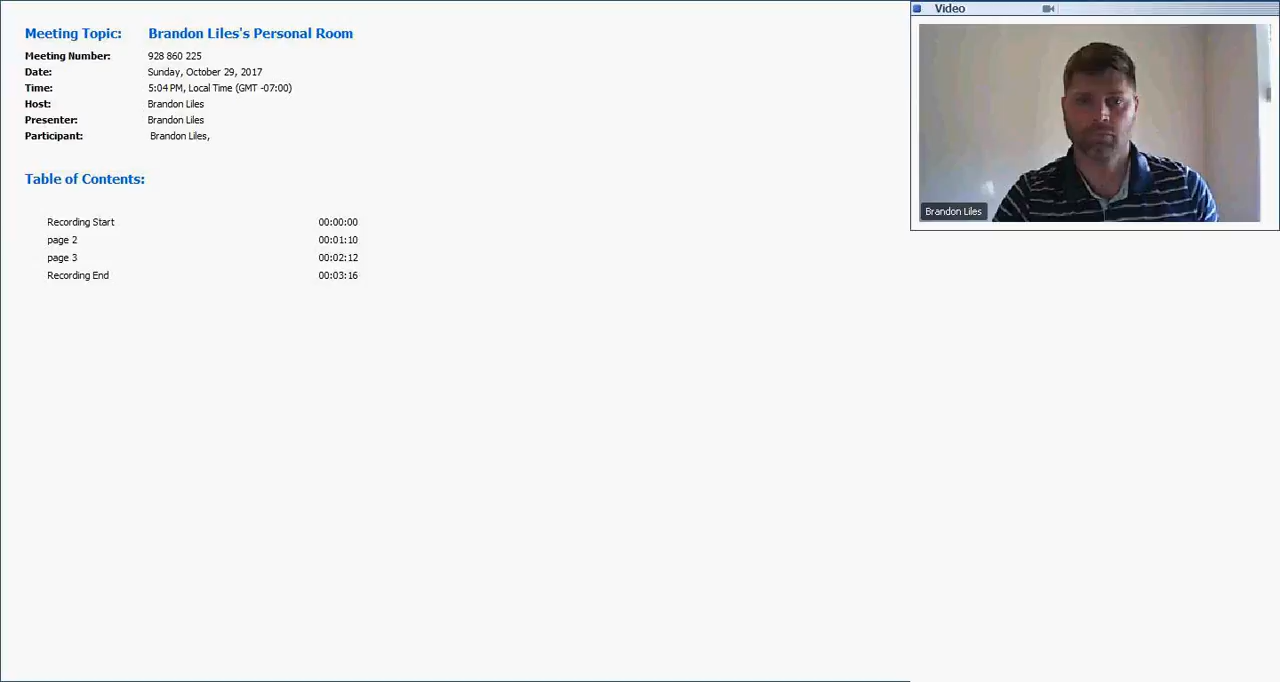 Meeting Topic: Brandon Liles's Personal Room
Meeting Number: 928 860 225
Date: Sunday, October 29, 2017
Time: 5:04 PM, Local Time (GMT -07:00)
Host: Brandon Liles
Presenter: Brandon Liles
Participant: Brandon Liles,
Table of Contents:
Recording Start 00:00:00
page 2 00:01:10
page 3 00:02:12
Recording End 00:03:16
Video
Brandon Liles